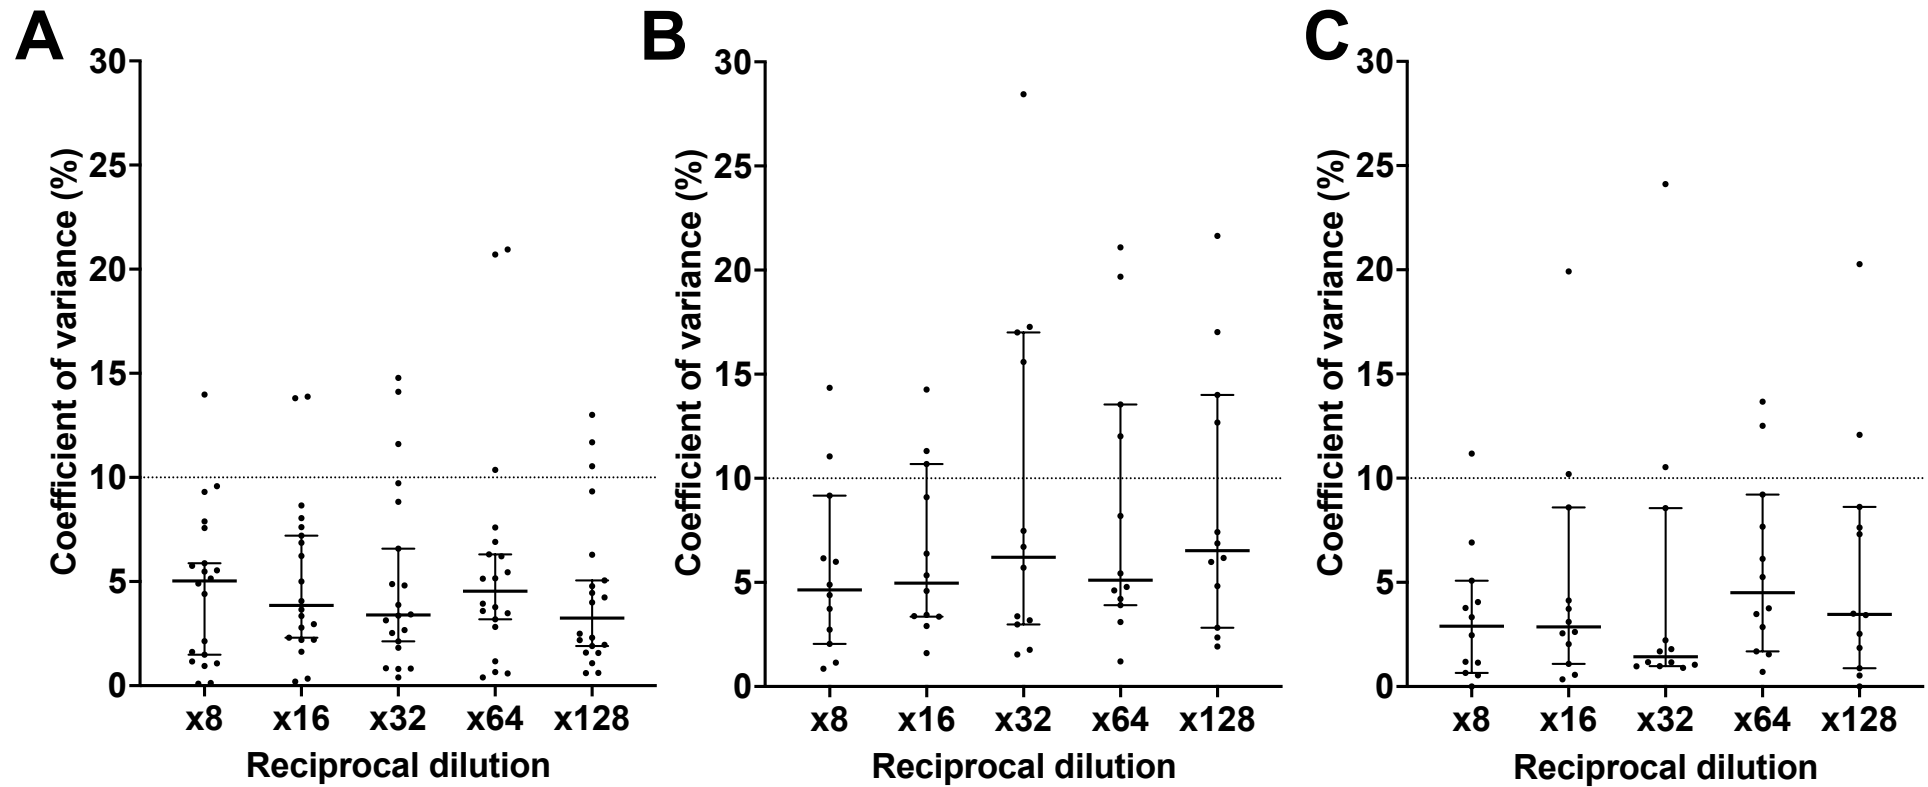 A
Coefficient of variance (%)
30
25
20
15
10
5
0
x8 x16 x32 x64 x128
Reciprocal dilution
B
Coefficient of variance (%)
30
25
20
15
10
5
0
x8 x16 x32 x64 x128
Reciprocal dilution
C
Coefficient of variance (%)
30
25
20
15
10
5
0
x8 x16 x32 x64 x128
Reciprocal dilution